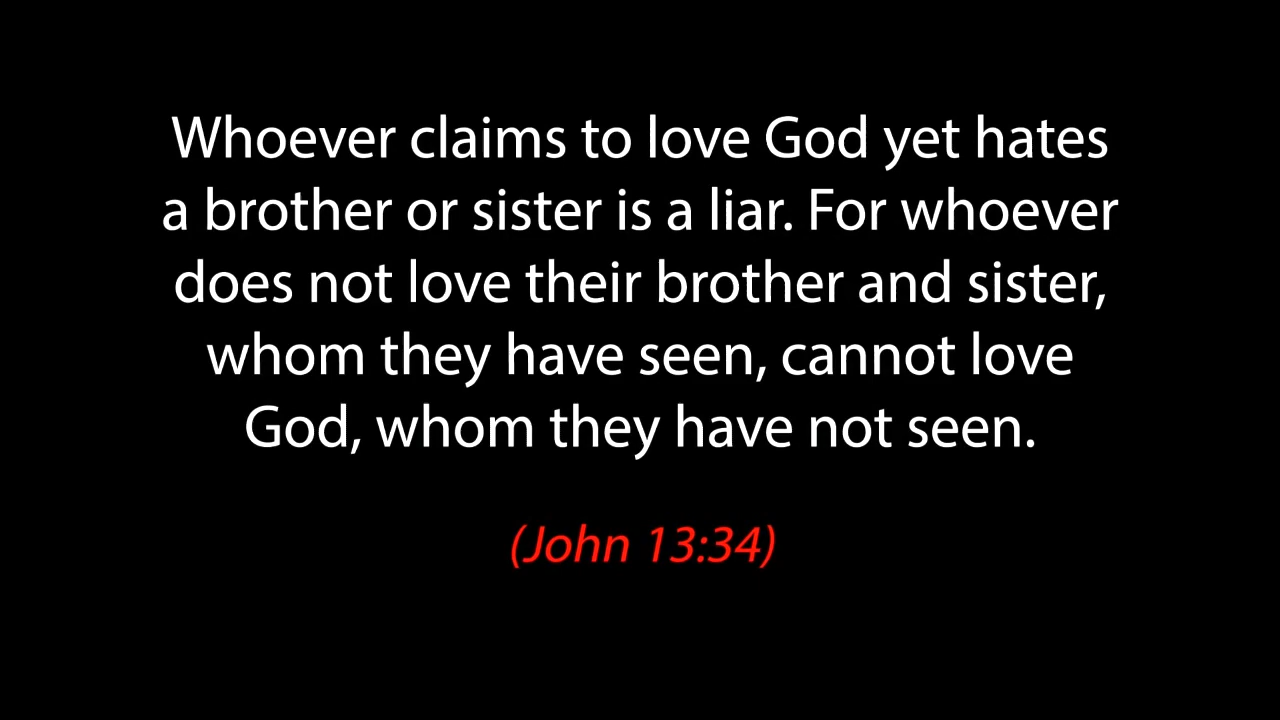 Whoever claims to love God yet hates
a brother or sister is a liar. For whoever
does not love their brother and sister,
whom they have seen, cannot love
God, whom they have not seen.
(John 13:34)